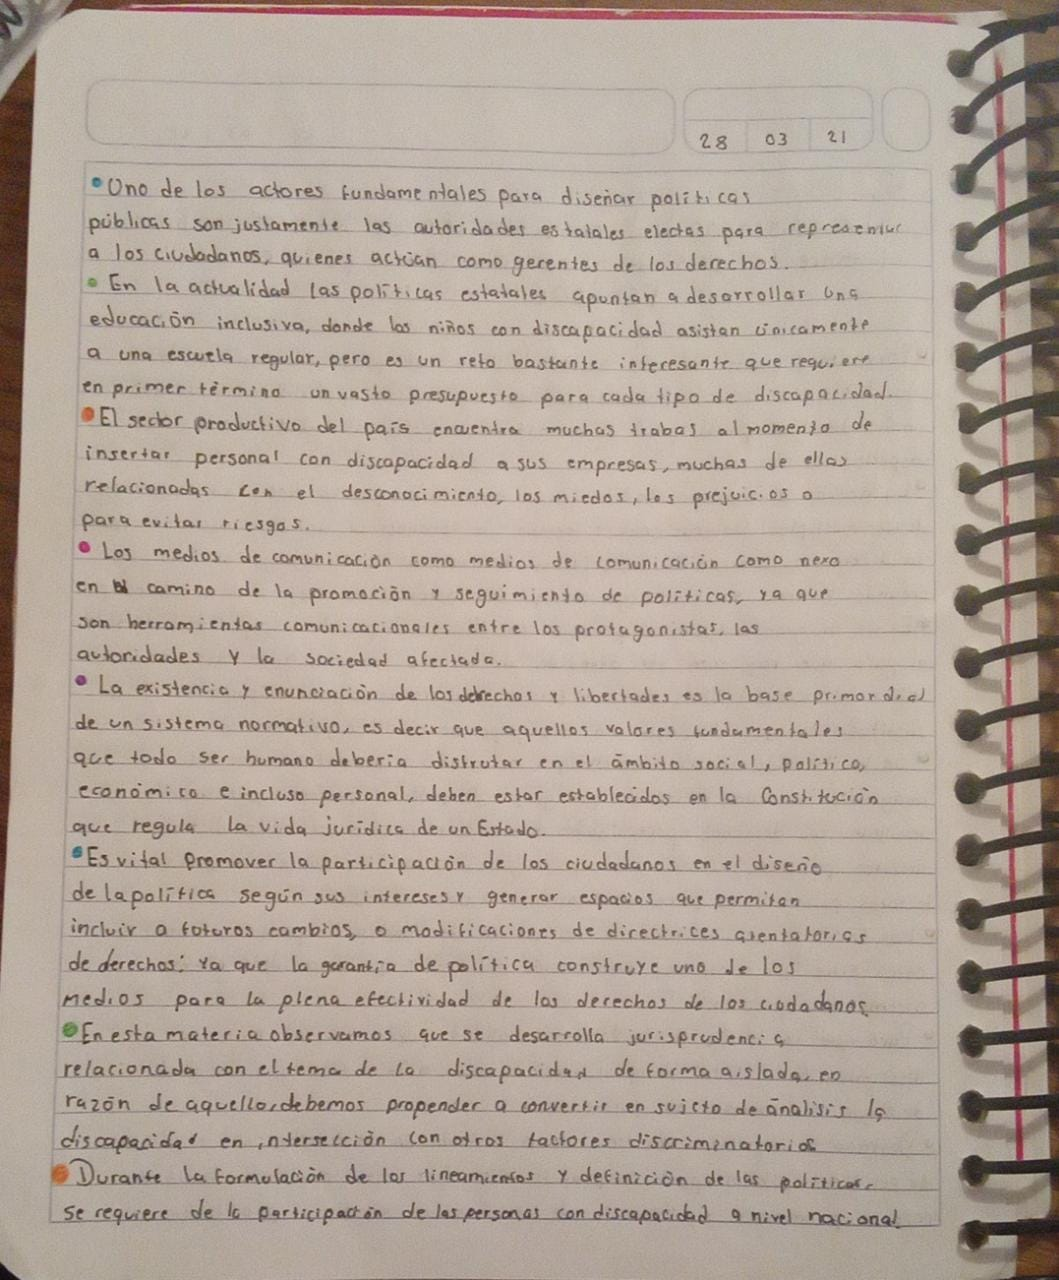 28 03 21
• Uno de los actores fundamentales para diseñar políticas
públicas son justamente las autoridades estatales electas para representar
a los ciudadanos, quienes actúan como gerentes de los derechos.
• En la actualidad las políticas estatales apuntan a desarrollar una
educación inclusiva, donde los niños con discapacidad asistan únicamente
a una escuela regular, pero es un reto bastante interesante que requiere
en primer término un vasto presupuesto para cada tipo de discapacidad.
• El sector productivo del país encuentra muchas trabas al momento de
insertar personal con discapacidad a sus empresas, muchas de ellas
relacionadas con el desconocimiento, los miedos, los prejuicios o
para evitar riesgos.
• Los medios de comunicación como medios de comunicación como nexo
en camino de la promoción y seguimiento de políticas, ya que
son herramientas comunicacionales entre los protagonistas, las
autoridades y la sociedad afectada.
• La existencia y enunciación de los derechos y libertades es la base primordial
de un sistema normativo, es decir que aquellos valores fundamentales
que todo ser humano debería disfrutar en el ámbito social, político,
económico e incluso personal, deben estar establecidos en la Constitución
que regula la vida jurídica de un Estado.
• Es vital promover la participación de los ciudadanos en el diseño
de la política según sus intereses y generar espacios que permitan
incluir a futuros cambios, o modificaciones de directrices
de derechos; ya que la garantía de política construye uno de los
medios para la plena efectividad de los derechos de los ciudadanos.
• En esta materia observamos que se desarrolla jurisprudencia
relacionada con el tema de la discapacidad de forma aislada, en
razón de aquello, debemos propender a convertir en sujeto de análisis la
discapacidad en intersección con otros factores discriminatorios
• Durante la formulación de los lineamientos y definición de las políticas
se requiere de la participación de las personas con discapacidad a nivel nacional